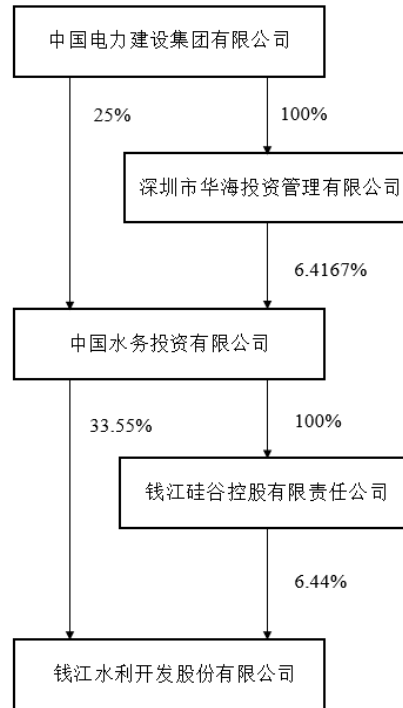 中国电力建设集团有限公司
25%
100%
深圳市华海投资管理有限公司
6.4167%
中国水务投资有限公司
33.55%
100%
钱江硅谷控股有限责任公司
6.44%
钱江水利开发股份有限公司